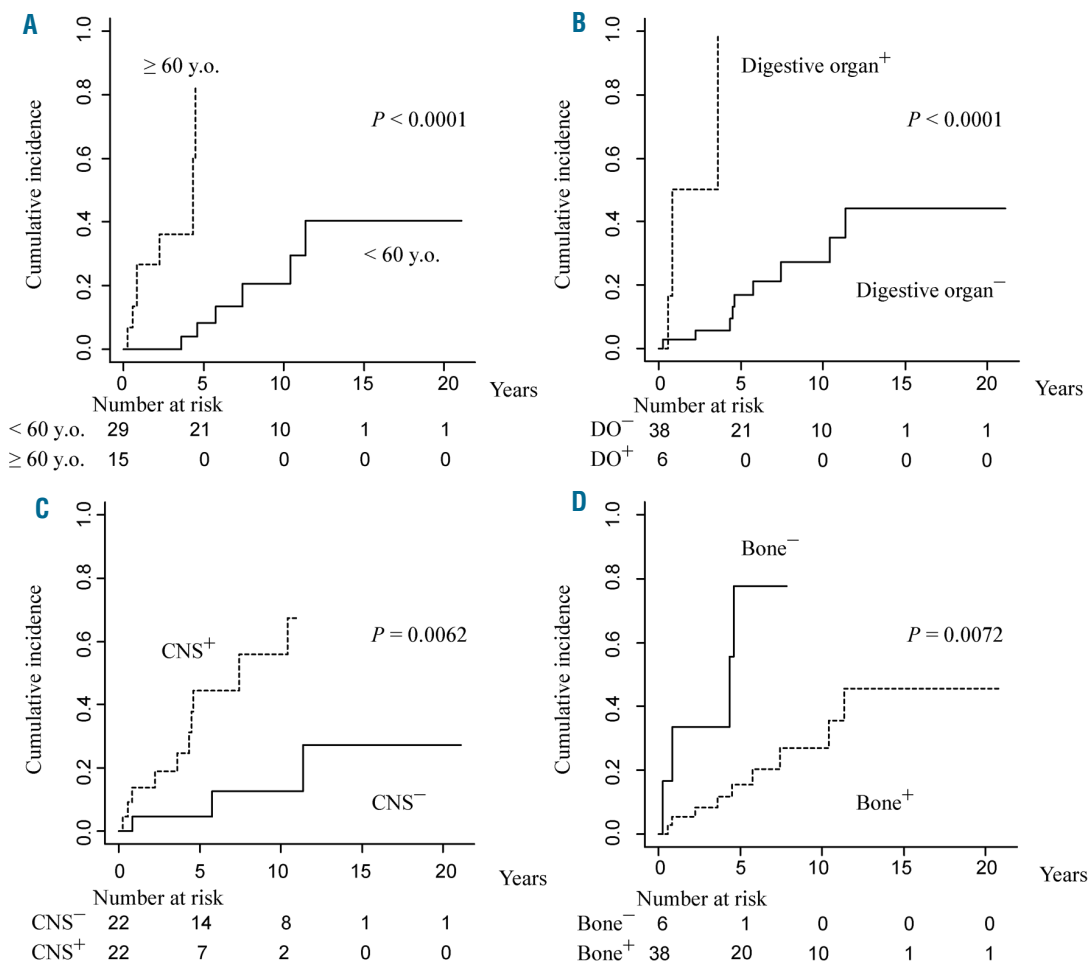 A
Cumulative incidence
0.0 0.2 0.4 0.6 0.8 1.0
≥ 60 y.o.
P < 0.0001
< 60 y.o.
0 5 10 15 20
Years
Number at risk
< 60 y.o. 29 21 10 1 1
≥ 60 y.o. 15 0 0 0 0
B
Cumulative incidence
0.0 0.2 0.4 0.6 0.8 1.0
Digestive organ⁺
P < 0.0001
Digestive organ⁻
0 5 10 15 20
Years
Number at risk
DO⁻ 38 21 10 1 1
DO⁺ 6 0 0 0 0
C
Cumulative incidence
0.0 0.2 0.4 0.6 0.8 1.0
CNS⁺
P = 0.0062
CNS⁻
0 5 10 15 20
Years
Number at risk
CNS⁻ 22 14 8 1 1
CNS⁺ 22 7 2 0 0
D
Cumulative incidence
0.0 0.2 0.4 0.6 0.8 1.0
Bone⁻
P = 0.0072
Bone⁺
0 5 10 15 20
Years
Number at risk
Bone⁻ 6 1 0 0 0
Bone⁺ 38 20 10 1 1